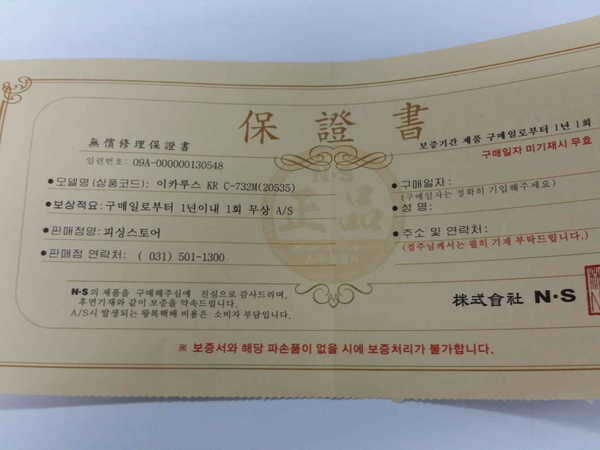 保證書
無償修理保證書
일련번호: 09A-000000130548
보증기간 제품 구매일로부터 1년 1회
구매일자 미기재시 무효
N·S
正品
●모델명(상품코드): 이카루스 KR C-732M(20535)
●보상적요: 구매일로부터 1년이내 1회 무상 A/S
●판매점명: 피싱스토어
●판매점 연락처: ( 031) 501-1300
●구매일자:
(구매일자는 정확히 기입해주세요)
●성 명:
●주소 및 연락처:
(점주님께서는 필히 기제 부탁드립니다.)
N·S의 제품을 구매해주심에 진심으로 감사드리며,
후면기재와 같이 보증을 약속드립니다.
A/S시 발생되는 왕복택배 비용은 소비자 부담입니다.
株式會社 N·S
※ 보증서와 해당 파손품이 없을 시에 보증처리가 불가합니다.